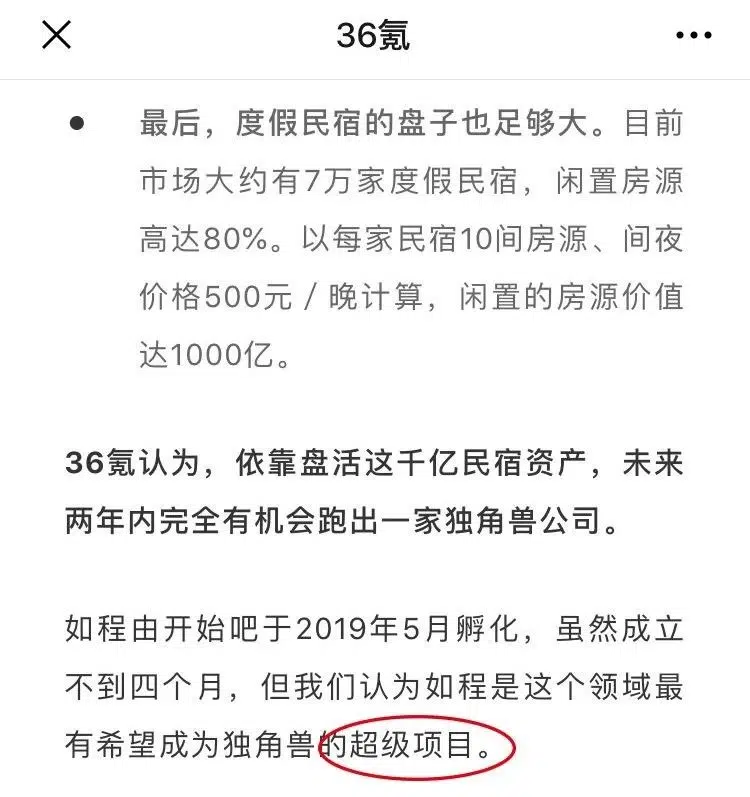 36氪
最后，度假民宿的盘子也足够大。目前
市场大约有7万家度假民宿，闲置房源
高达80%。以每家民宿10间房源、间夜
价格500元 / 晚计算，闲置的房源价值
达1000亿。
36氪认为，依靠盘活这千亿民宿资产，未来
两年内完全有机会跑出一家独角兽公司。
如程由开始吧于2019年5月孵化，虽然成立
不到四个月，但我们认为如程是这个领域最
有希望成为独角兽的超级项目。